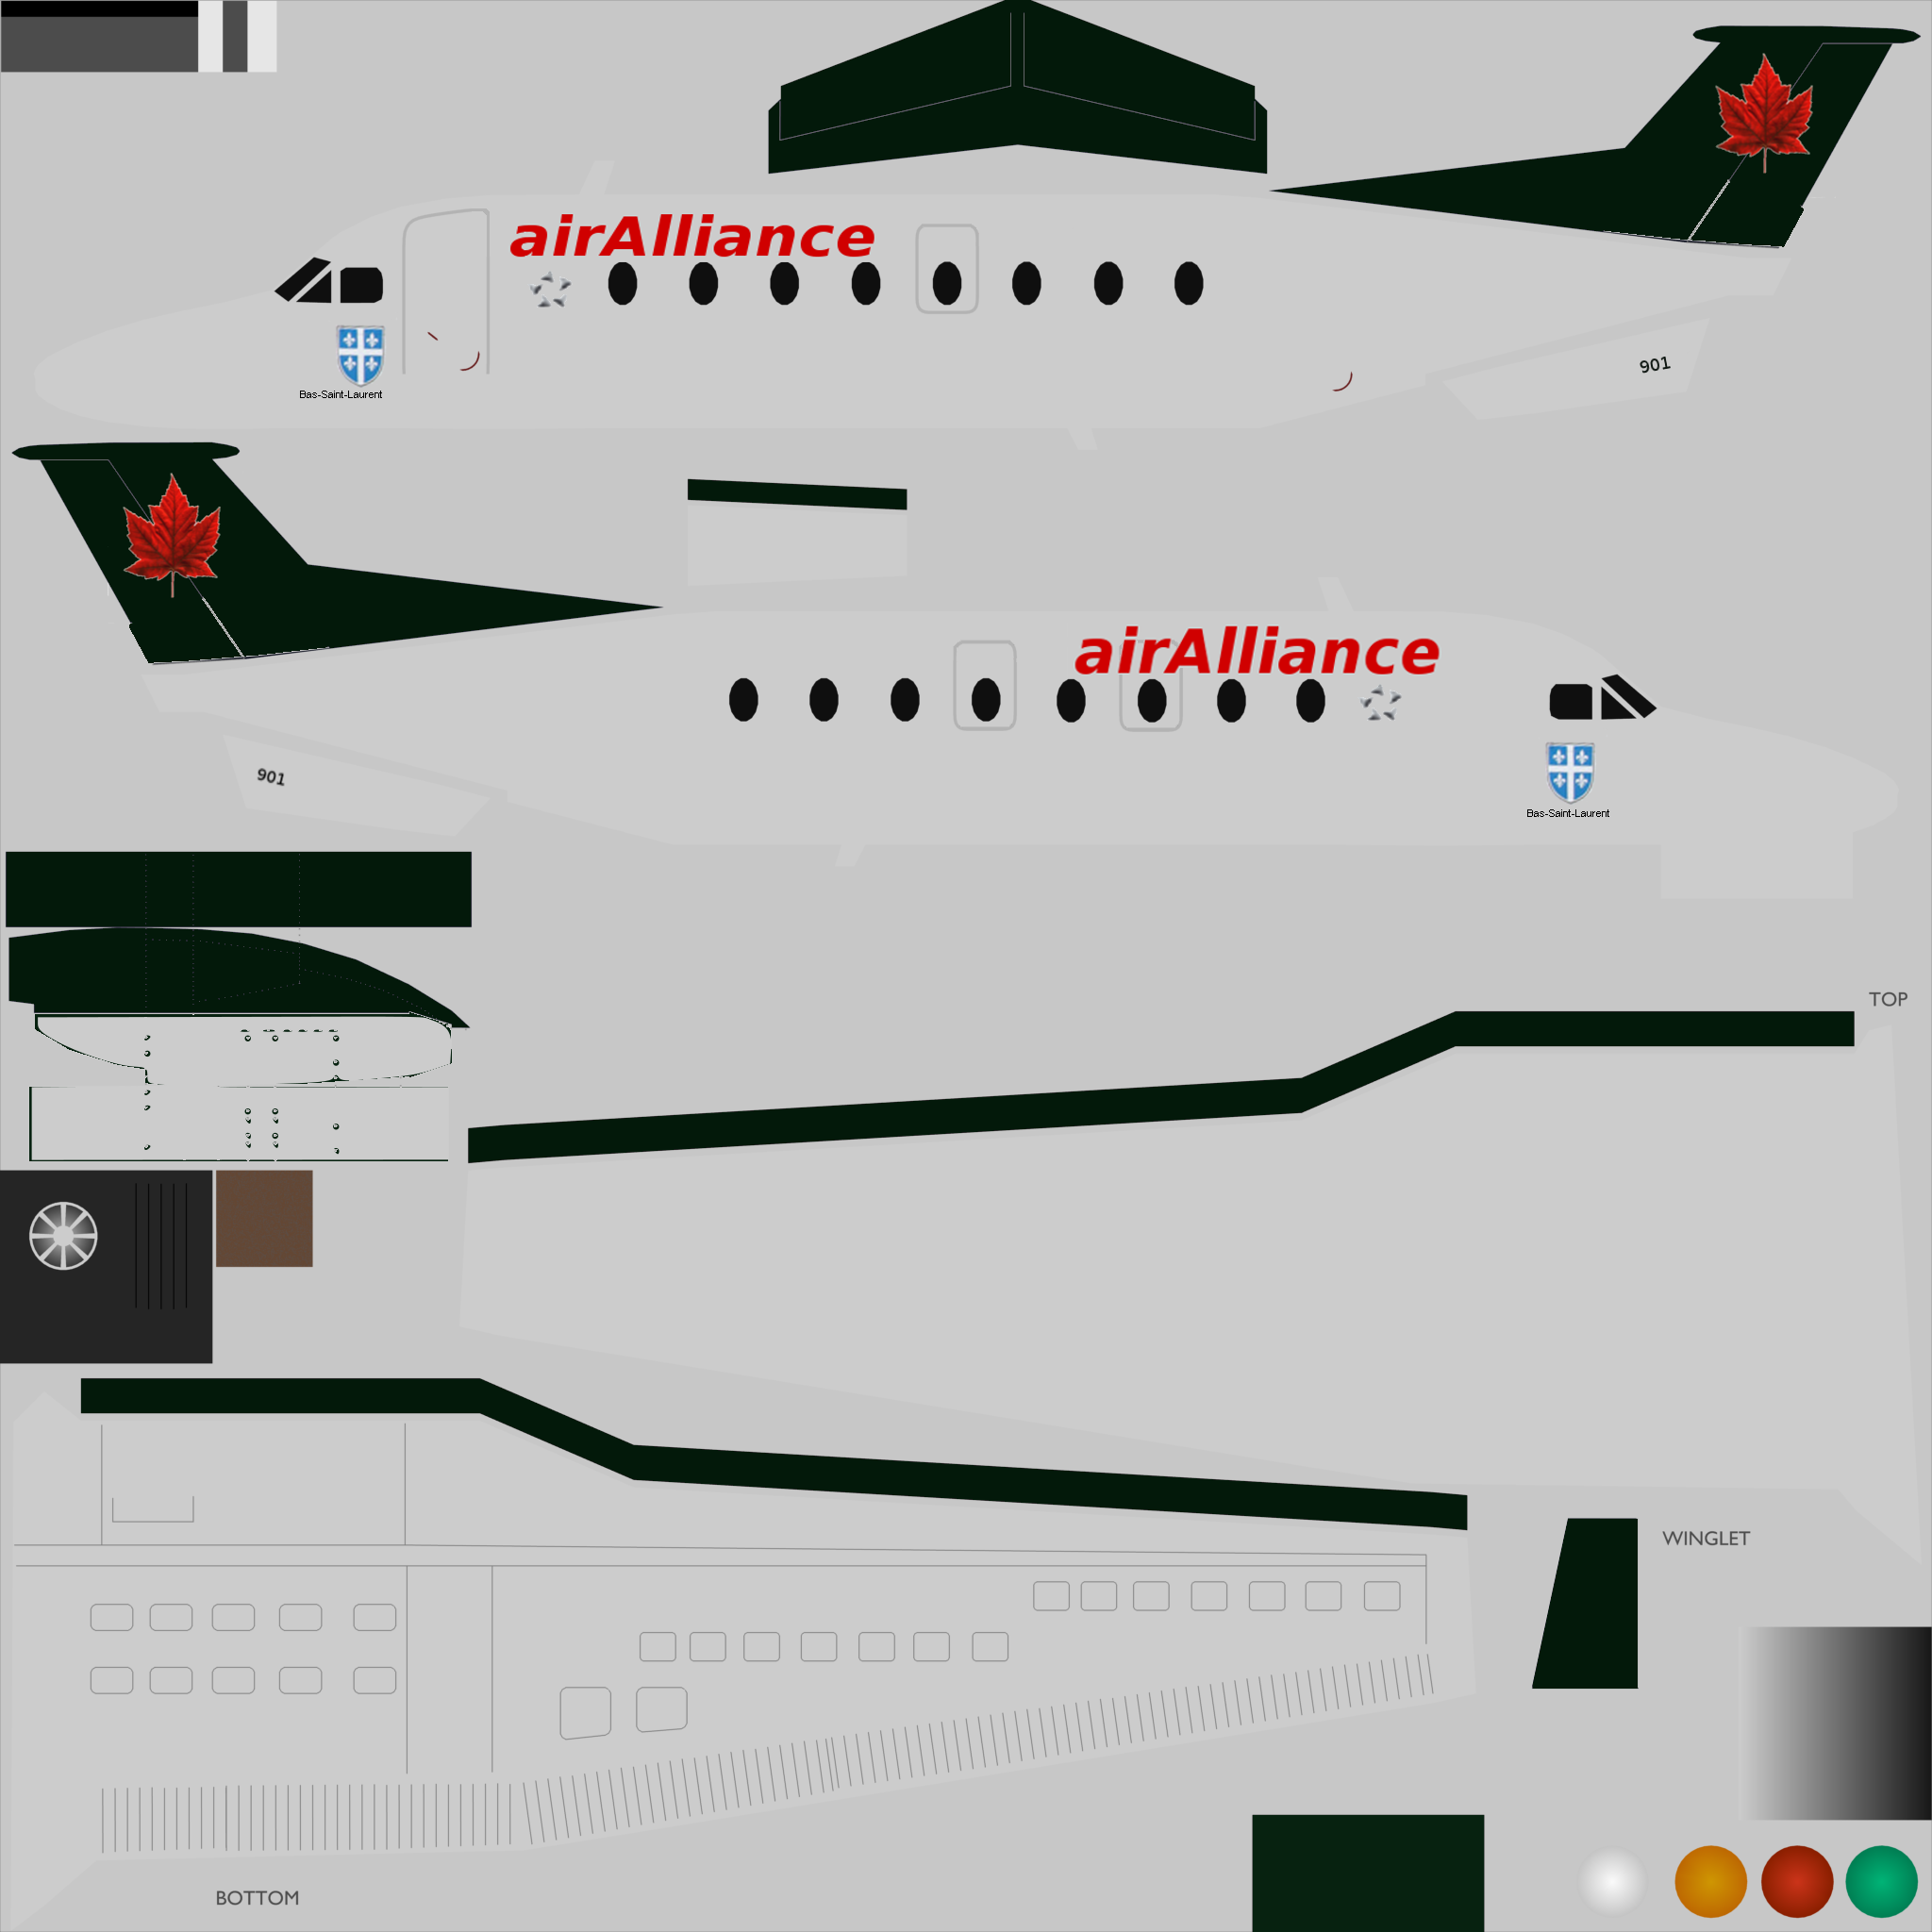 airAlliance
901
Bas-Saint-Laurent
airAlliance
901
Bas-Saint-Laurent
TOP
WINGLET
BOTTOM